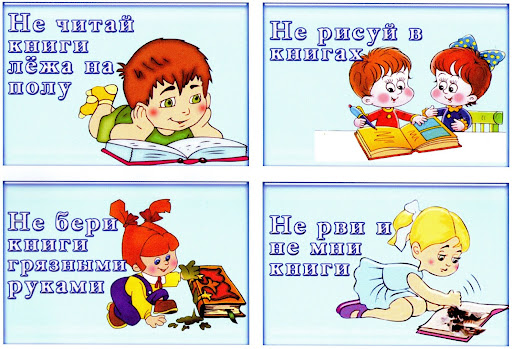 Не читай
книги
лёжа на
полу
Не рисуй в
книгах
Не бери
книги
грязными
руками
Не рви и
не мни
книги